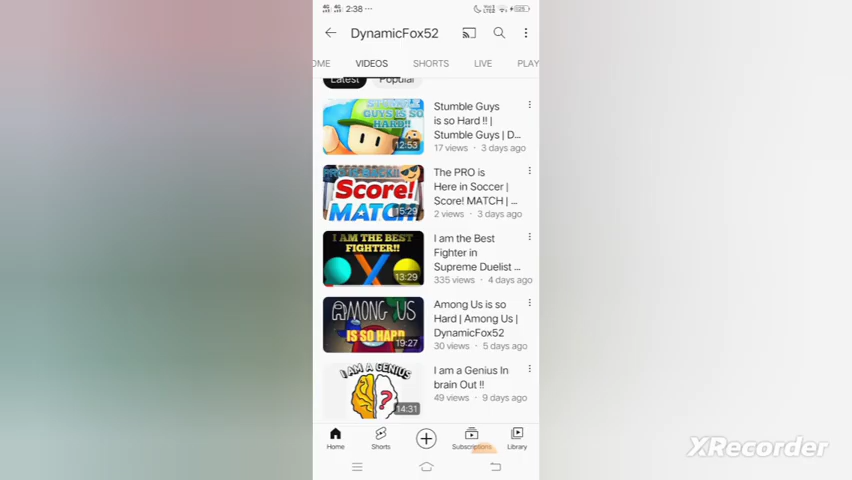 2:38
DynamicFox52
OME VIDEOS SHORTS LIVE PLAY
Latest Popular
STUMBLE
GUYS IS SO
HARD!!
12:53
Stumble Guys
is so Hard !! |
Stumble Guys | D...
17 views · 3 days ago
Score!
MATCH
15:29
The PRO is
Here in Soccer |
Score! MATCH | ...
2 views · 3 days ago
I AM THE BEST
FIGHTER!!
13:29
I am the Best
Fighter in
Supreme Duelist ...
335 views · 4 days ago
AMONG US
IS SO HARD
19:27
Among Us is so
Hard | Among Us |
DynamicFox52
30 views · 5 days ago
I AM A GENIUS
?
14:31
I am a Genius In
brain Out !!
49 views · 9 days ago
Home Shorts Subscriptions Library
XRecorder